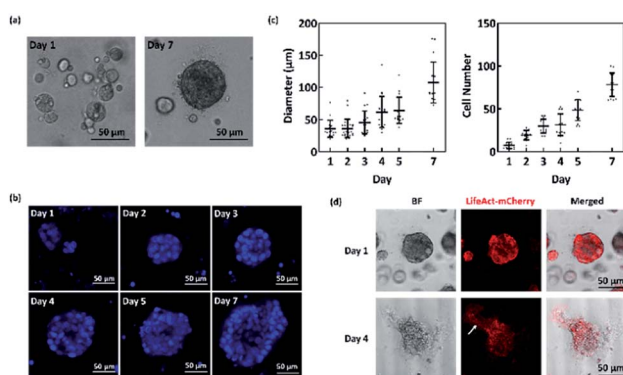 (a)
Day 1
Day 7
50 μm
50 μm
(b)
Day 1
Day 2
Day 3
50 μm
50 μm
50 μm
Day 4
Day 5
Day 7
50 μm
50 μm
50 μm
(c)
Diameter (μm)
200
150
100
50
0
1 2 3 4 5 7
Day
Cell Number
150
100
50
0
1 2 3 4 5 7
Day
(d)
BF
LifeAct-mCherry
Merged
Day 1
50 μm
Day 4
50 μm